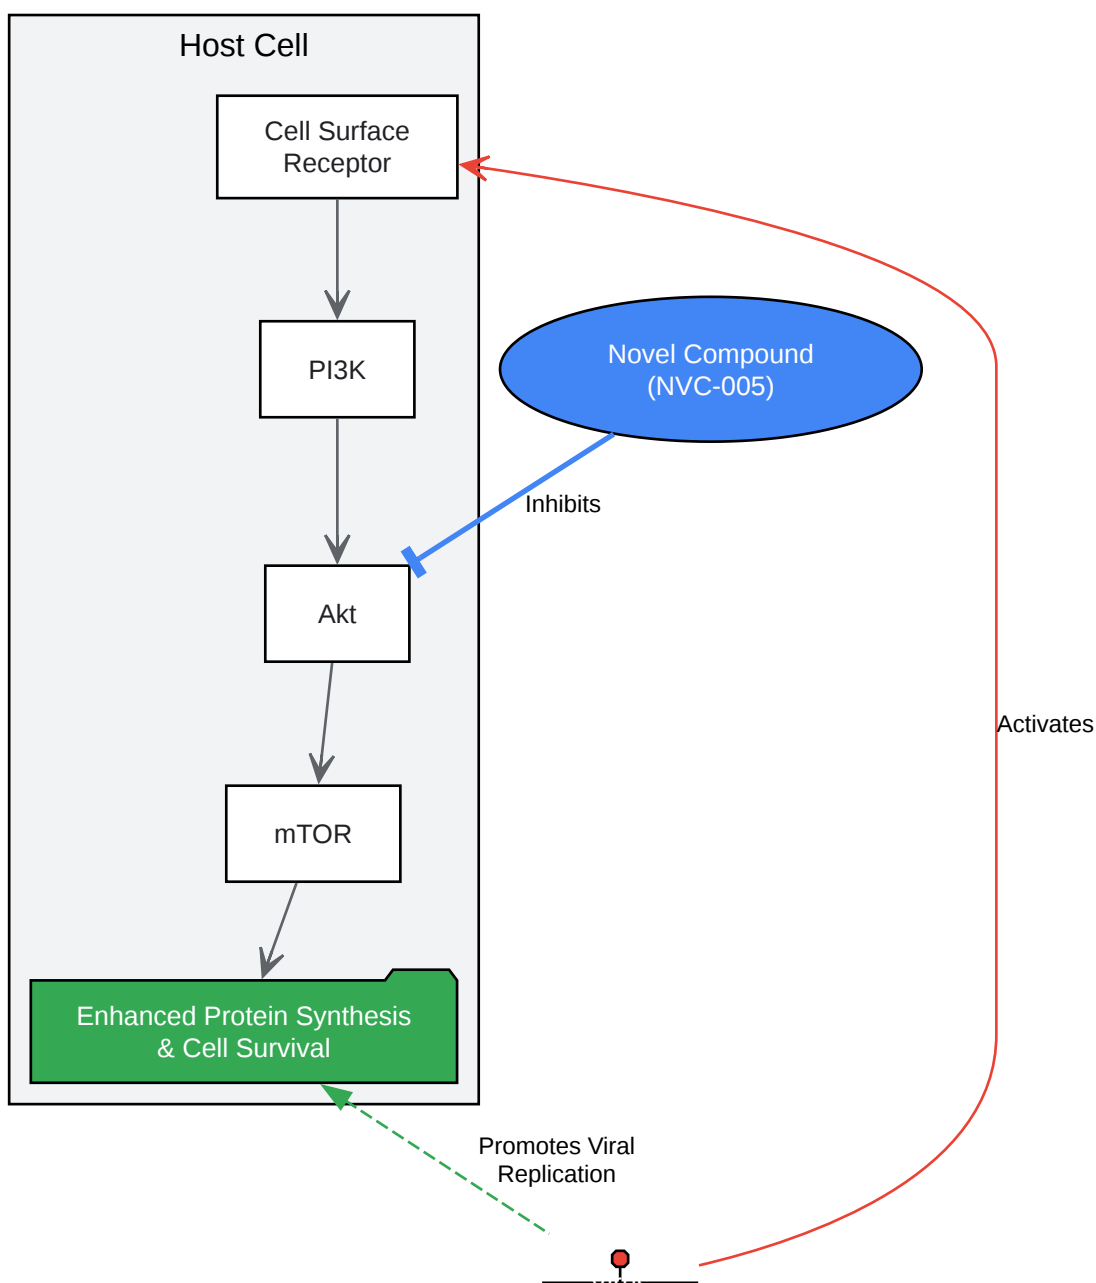 Host Cell
Cell Surface
Receptor
PI3K
Novel Compound
(NVC-005)
Inhibits
Akt
Activates
mTOR
Enhanced Protein Synthesis
& Cell Survival
Promotes Viral
Replication